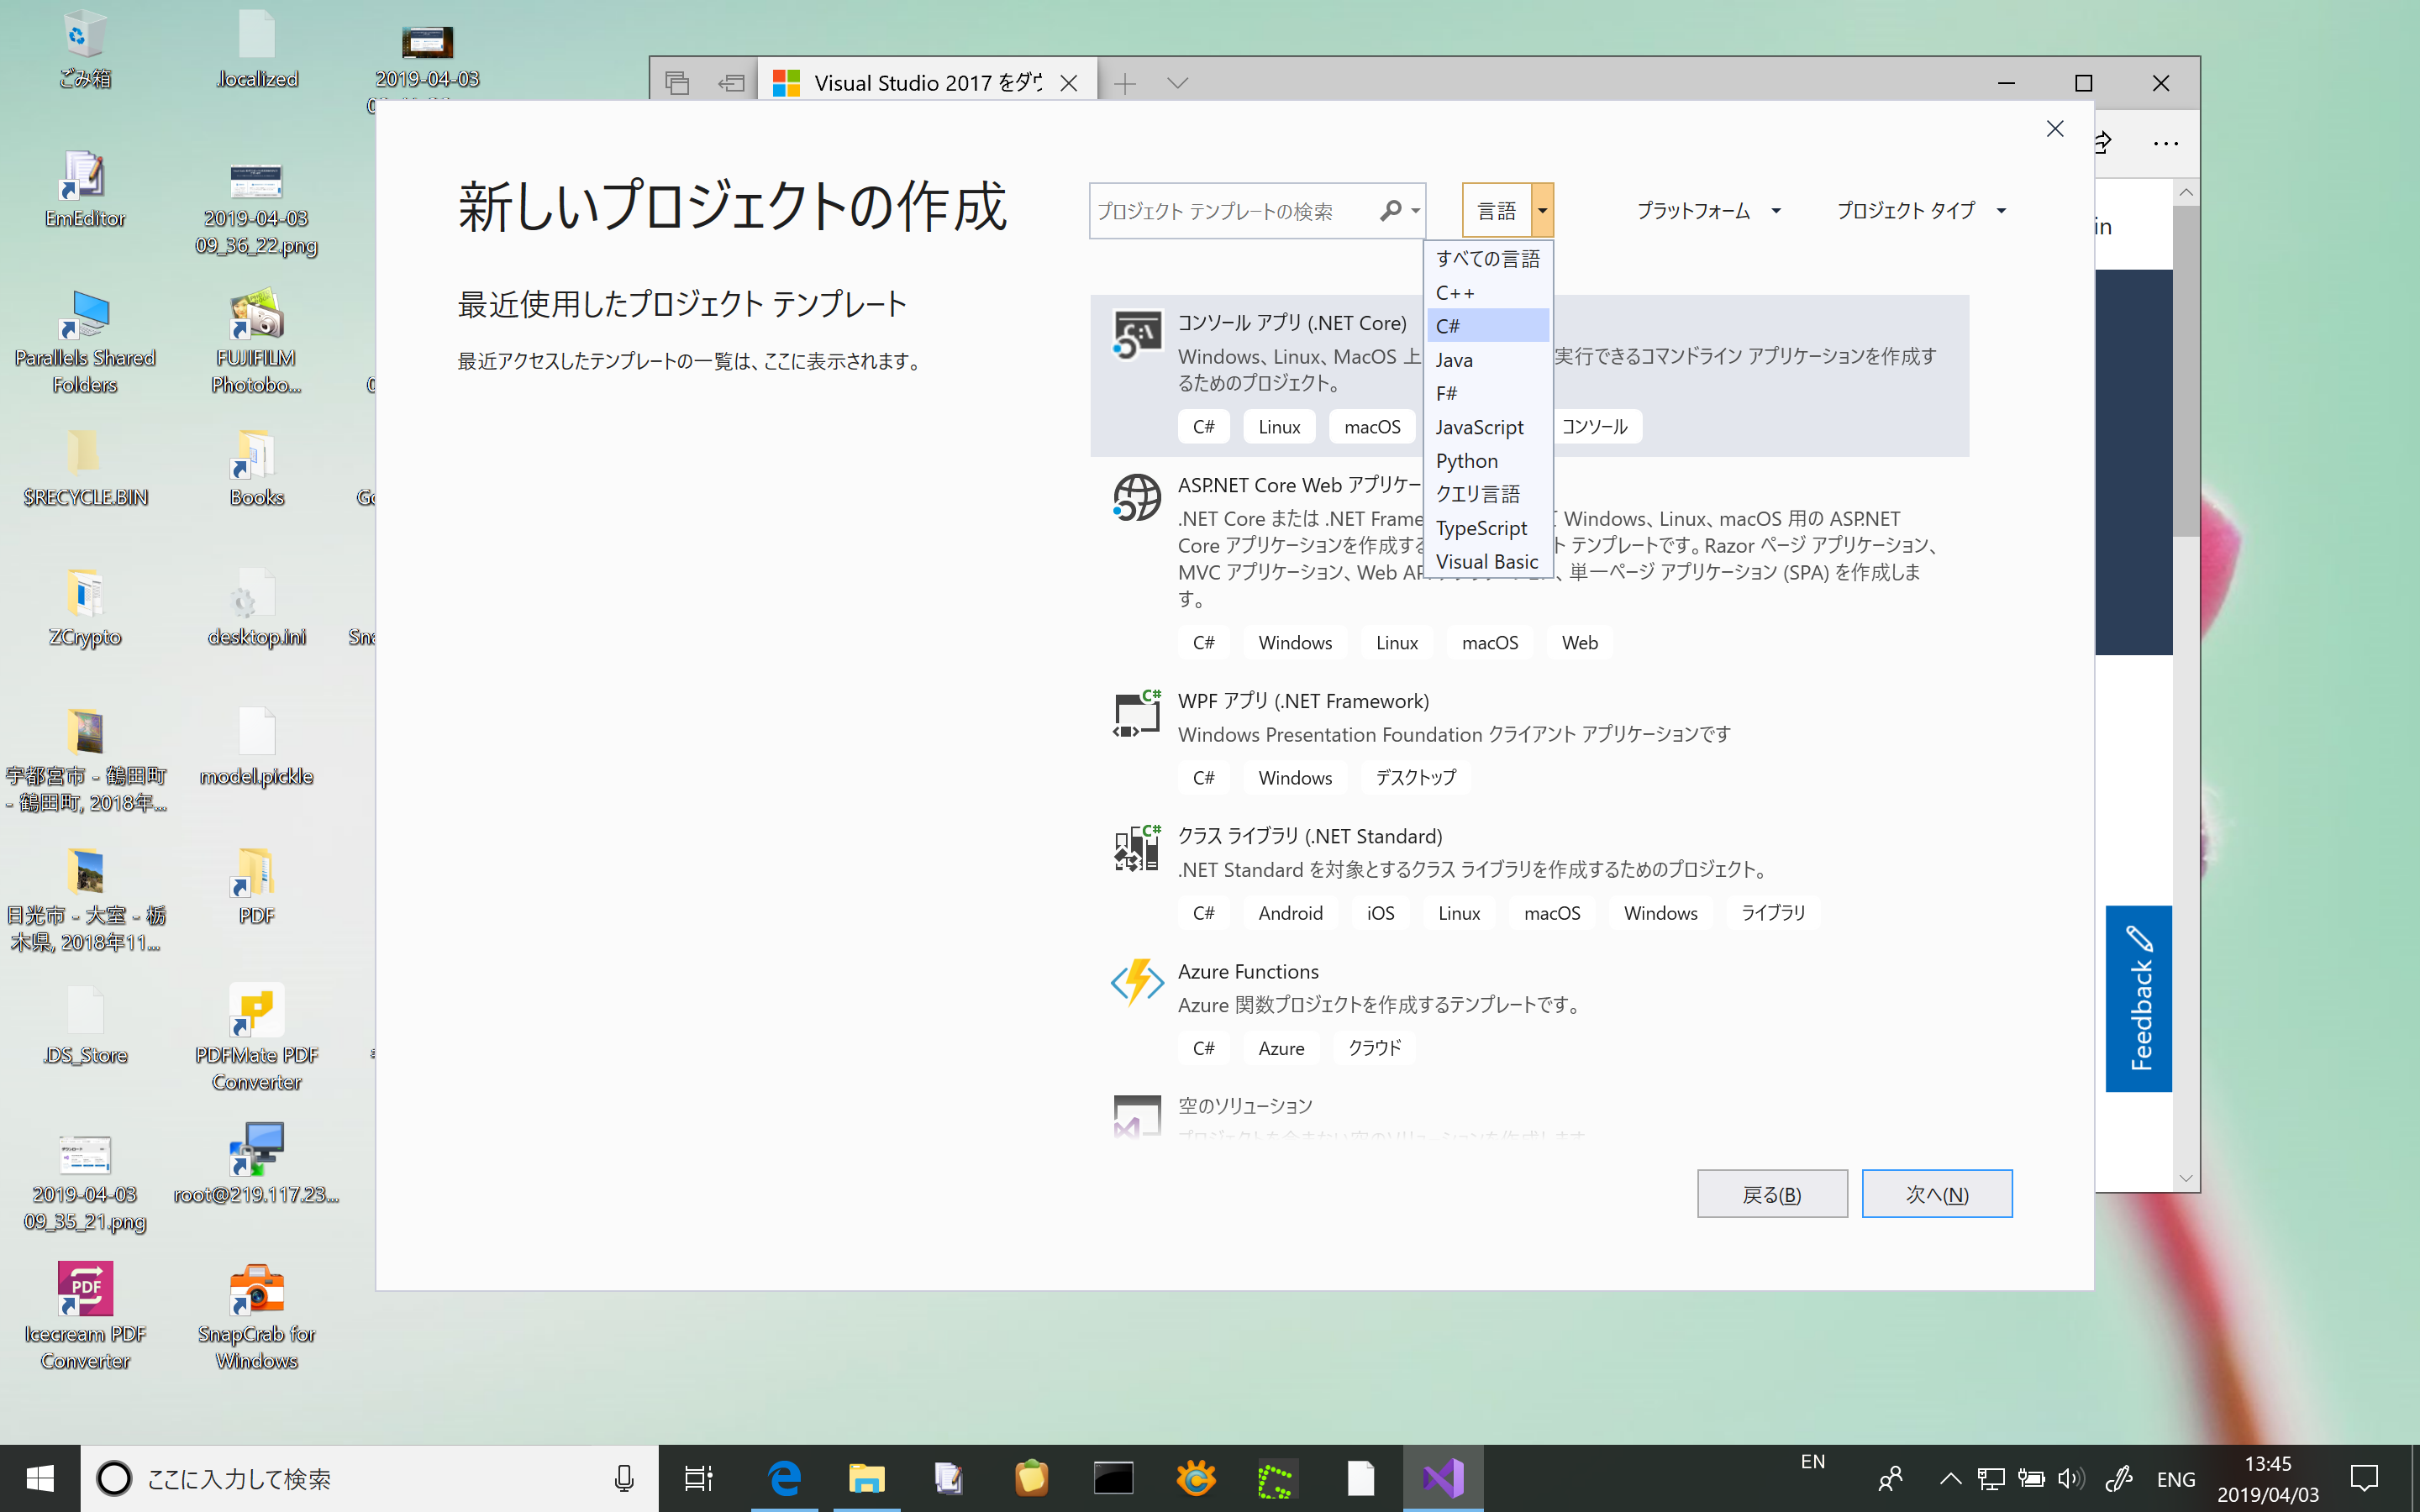 ごみ箱
.localized
2019-04-03
EmEditor
2019-04-03
09_36_22.png
Parallels Shared
Folders
FUJIFILM
Photobo...
$RECYCLE.BIN
Books
ZCrypto
desktop.ini
宇都宮市 - 鶴田町
- 鶴田町, 2018年...
model.pickle
日光市 - 大室 - 栃
木県, 2018年11...
PDF
.DS_Store
PDFMate PDF
Converter
2019-04-03
09_35_21.png
root@219.117.23...
PDF
Icecream PDF
Converter
SnapCrab for
Windows
Visual Studio 2017 をダウ
in
新しいプロジェクトの作成
最近使用したプロジェクト テンプレート
最近アクセスしたテンプレートの一覧は、ここに表示されます。
プロジェクト テンプレートの検索
言語
プラットフォーム
プロジェクト タイプ
すべての言語
C++
C#
Java
F#
JavaScript
Python
クエリ言語
TypeScript
Visual Basic
コンソール アプリ (.NET Core)
Windows、Linux、MacOS 上 実行できるコマンドライン アプリケーションを作成す
るためのプロジェクト。
C# Linux macOS コンソール
ASP.NET Core Web アプリケー
.NET Core または .NET Frame Windows、Linux、macOS 用の ASP.NET
Core アプリケーションを作成する ト テンプレートです。Razor ページ アプリケーション、
MVC アプリケーション、Web AP 、単一ページ アプリケーション (SPA) を作成しま
す。
C# Windows Linux macOS Web
WPF アプリ (.NET Framework)
Windows Presentation Foundation クライアント アプリケーションです
C# Windows デスクトップ
クラス ライブラリ (.NET Standard)
.NET Standard を対象とするクラス ライブラリを作成するためのプロジェクト。
C# Android iOS Linux macOS Windows ライブラリ
Azure Functions
Azure 関数プロジェクトを作成するテンプレートです。
C# Azure クラウド
空のソリューション
戻る(B)
次へ(N)
Feedback
ここに入力して検索
EN
ENG
13:45
2019/04/03